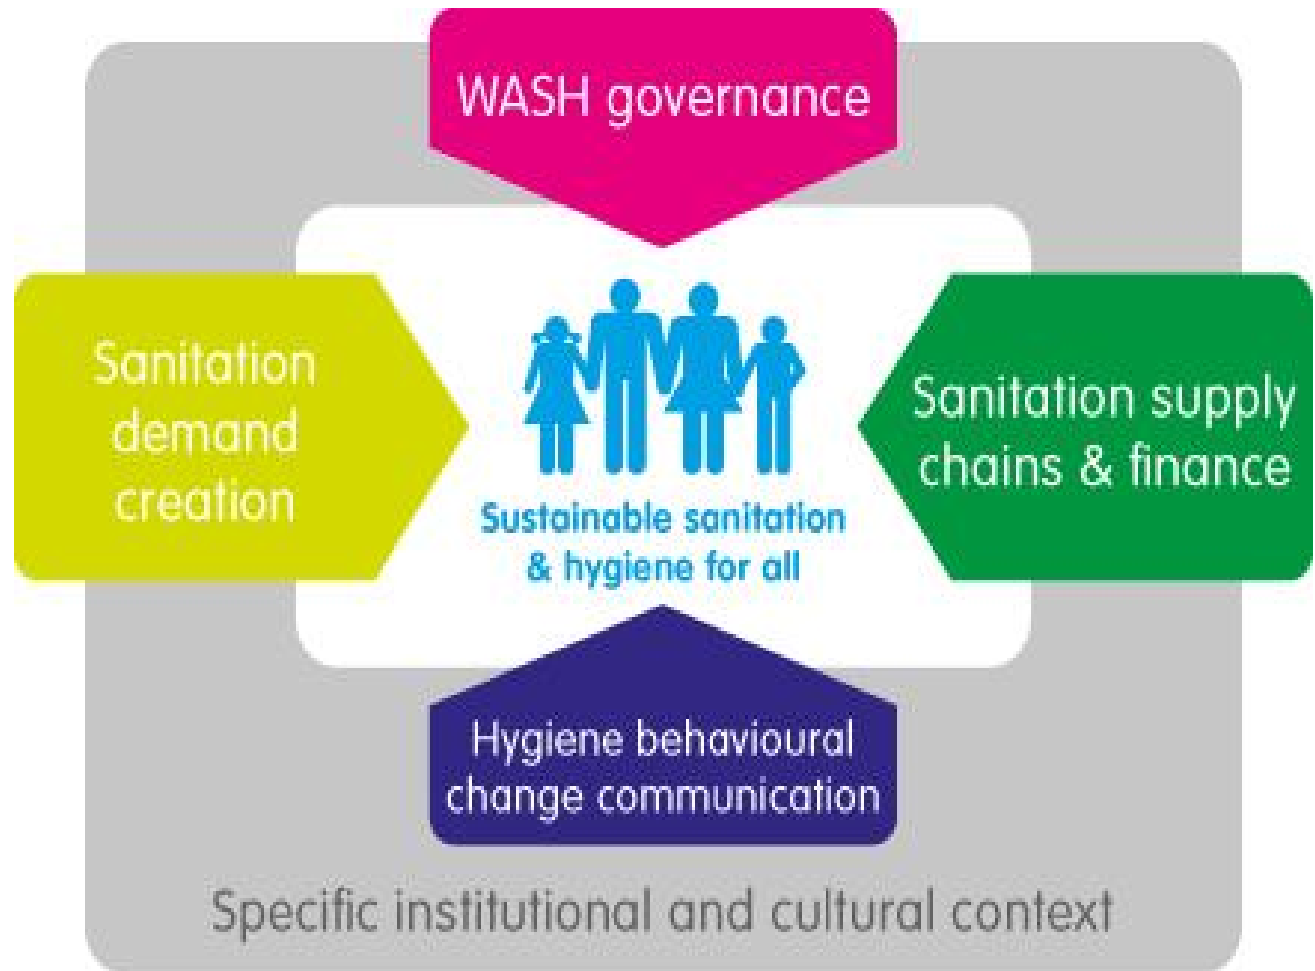 WASH governance
Sanitation
demand
creation
Sanitation supply
chains & finance
Sustainable sanitation
& hygiene for all
Hygiene behavioural
change communication
Specific institutional and cultural context